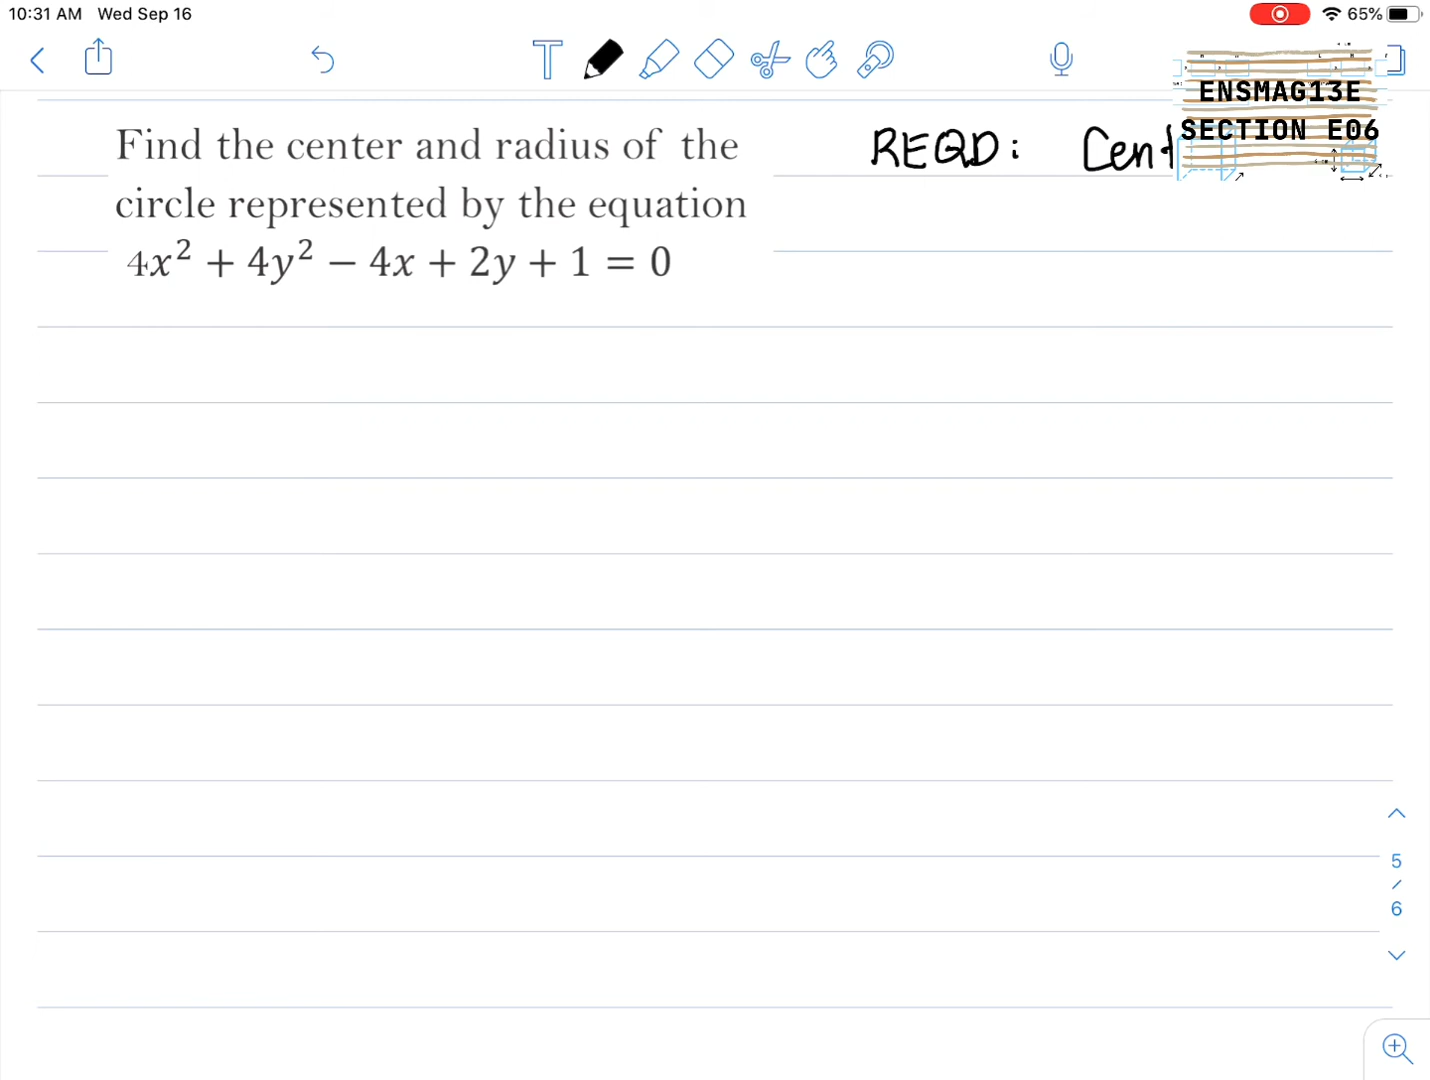 10:31 AM Wed Sep 16
65%
ENSMAG13E
SECTION E06
Find the center and radius of the
circle represented by the equation
4x² + 4y² − 4x + 2y + 1 = 0
REQD: Cent
5
/
6